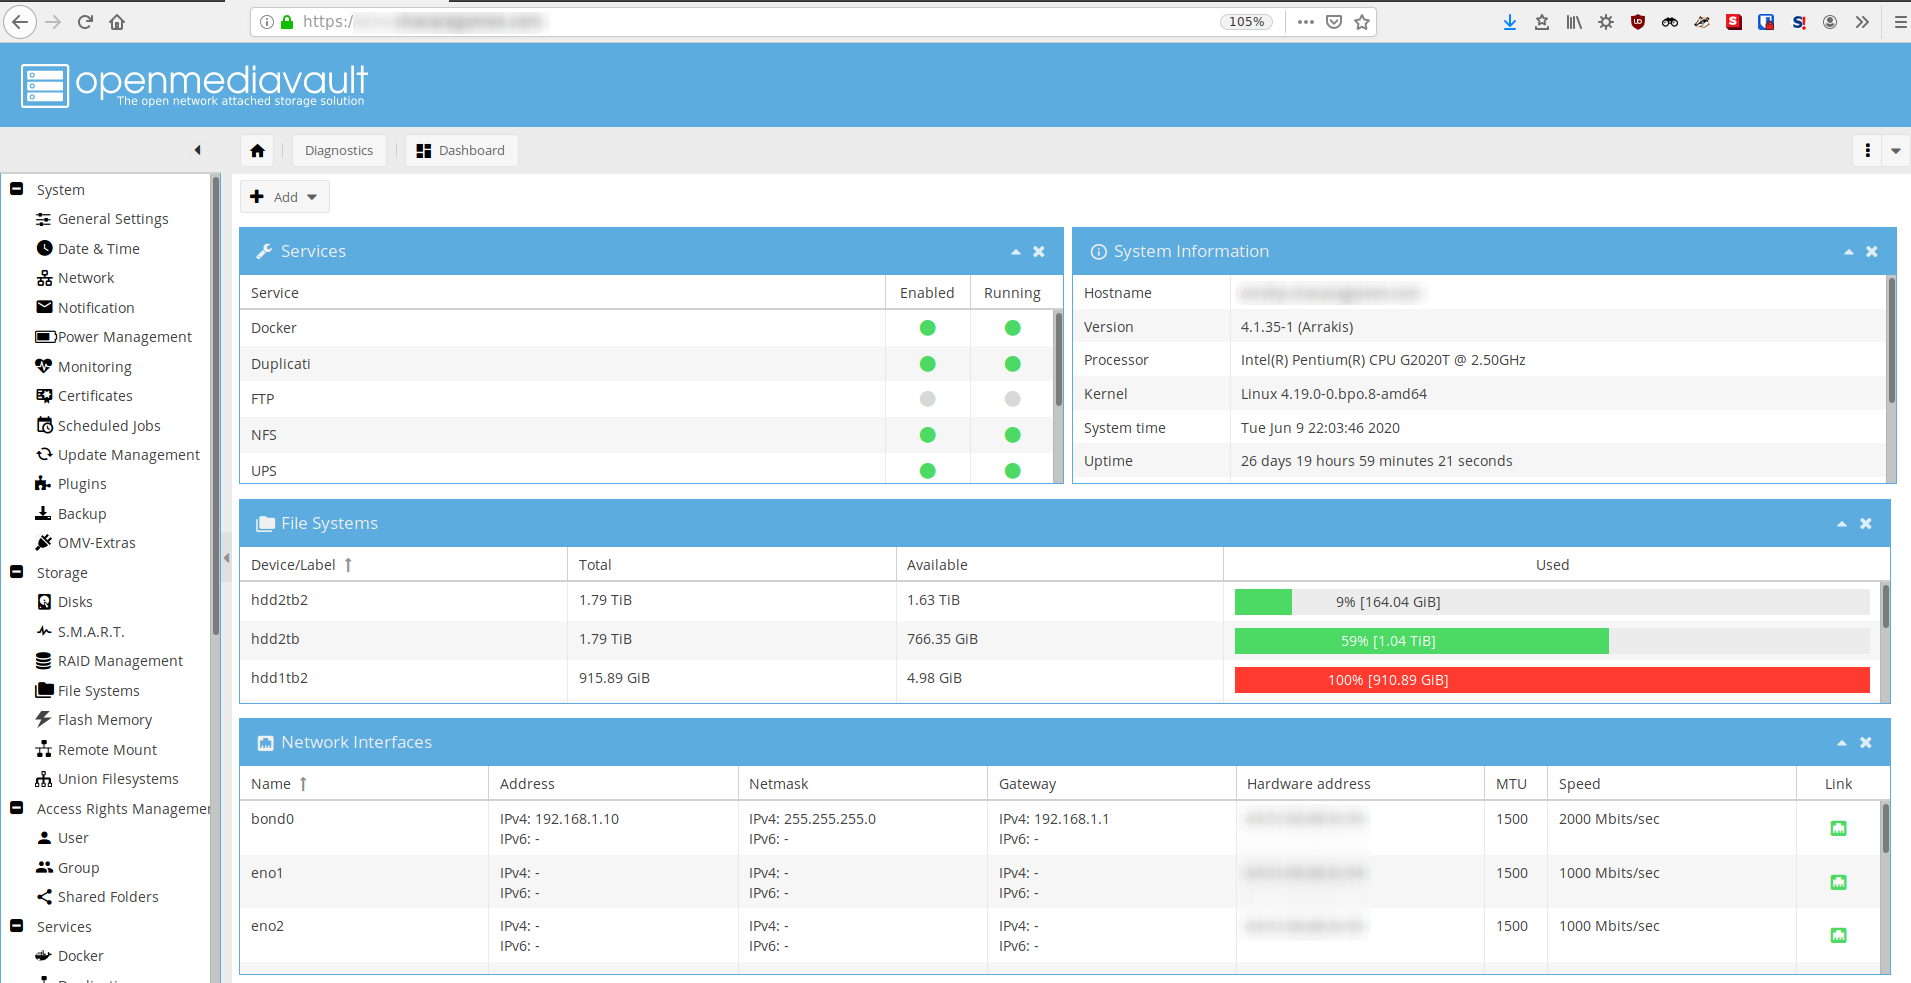 https:/
105%
openmediavault
The open network attached storage solution
Diagnostics
Dashboard
Add
System
General Settings
Date & Time
Network
Notification
Power Management
Monitoring
Certificates
Scheduled Jobs
Update Management
Plugins
Backup
OMV-Extras
Storage
Disks
S.M.A.R.T.
RAID Management
File Systems
Flash Memory
Remote Mount
Union Filesystems
Access Rights Managemer
User
Group
Shared Folders
Services
Docker
Services
Service Enabled Running
Docker
Duplicati
FTP
NFS
UPS
System Information
Hostname
Version 4.1.35-1 (Arrakis)
Processor Intel(R) Pentium(R) CPU G2020T @ 2.50GHz
Kernel Linux 4.19.0-0.bpo.8-amd64
System time Tue Jun 9 22:03:46 2020
Uptime 26 days 19 hours 59 minutes 21 seconds
File Systems
Device/Label Total Available Used
hdd2tb2 1.79 TiB 1.63 TiB 9% [164.04 GiB]
hdd2tb 1.79 TiB 766.35 GiB 59% [1.04 TiB]
hdd1tb2 915.89 GiB 4.98 GiB 100% [910.89 GiB]
Network Interfaces
Name Address Netmask Gateway Hardware address MTU Speed Link
bond0 IPv4: 192.168.1.10 IPv4: 255.255.255.0 IPv4: 192.168.1.1 1500 2000 Mbits/sec
IPv6: - IPv6: - IPv6: -
eno1 IPv4: - IPv4: - IPv4: - 1500 1000 Mbits/sec
IPv6: - IPv6: - IPv6: -
eno2 IPv4: - IPv4: - IPv4: - 1500 1000 Mbits/sec
IPv6: - IPv6: - IPv6: -